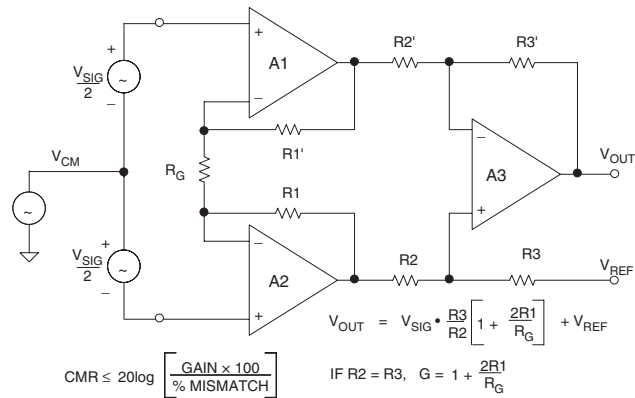 +
V_SIG
2
~
−
V_CM
~
+
V_SIG
2
~
−
+
A1
−
R1'
R_G
R1
−
A2
+
R2'
R3'
−
A3
+
V_OUT
R2
R3
V_REF
V_OUT = V_SIG • R3/R2 [1 + 2R1/R_G] + V_REF
CMR ≤ 20log [GAIN × 100 / % MISMATCH]
IF R2 = R3, G = 1 + 2R1/R_G